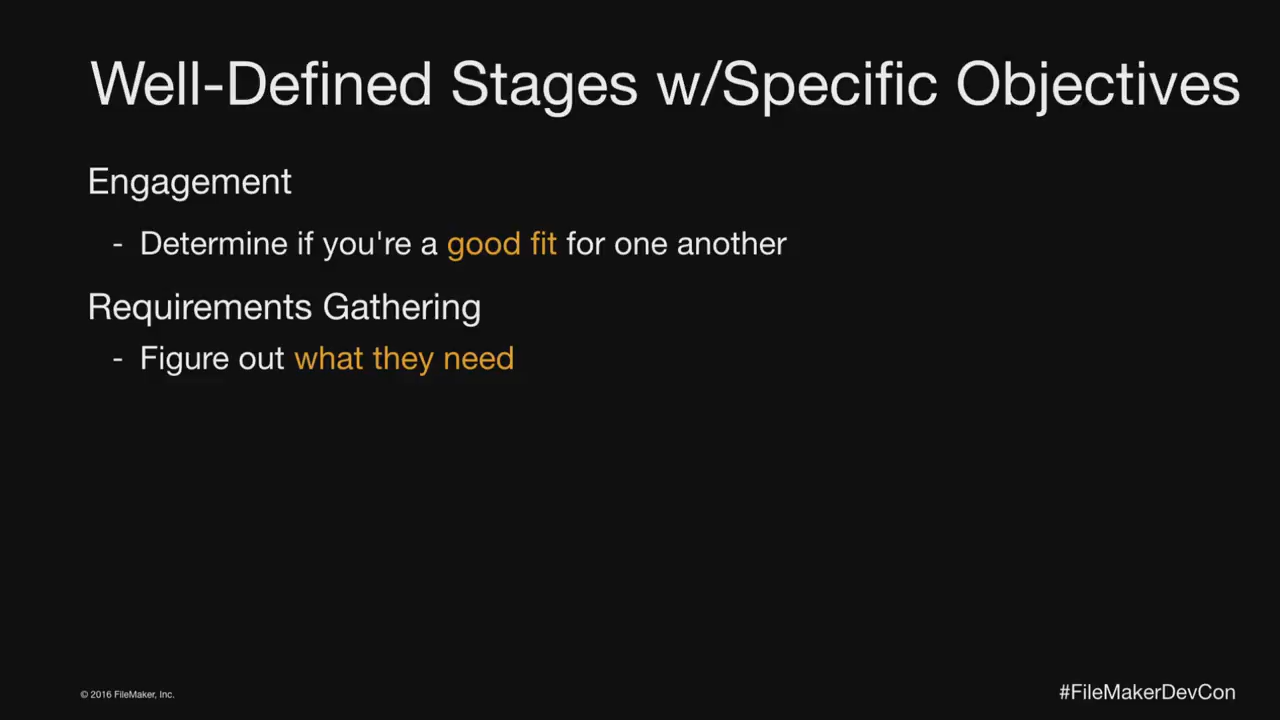 Well-Defined Stages w/Specific Objectives
Engagement
- Determine if you're a good fit for one another
Requirements Gathering
- Figure out what they need
© 2016 FileMaker, Inc.
#FileMakerDevCon